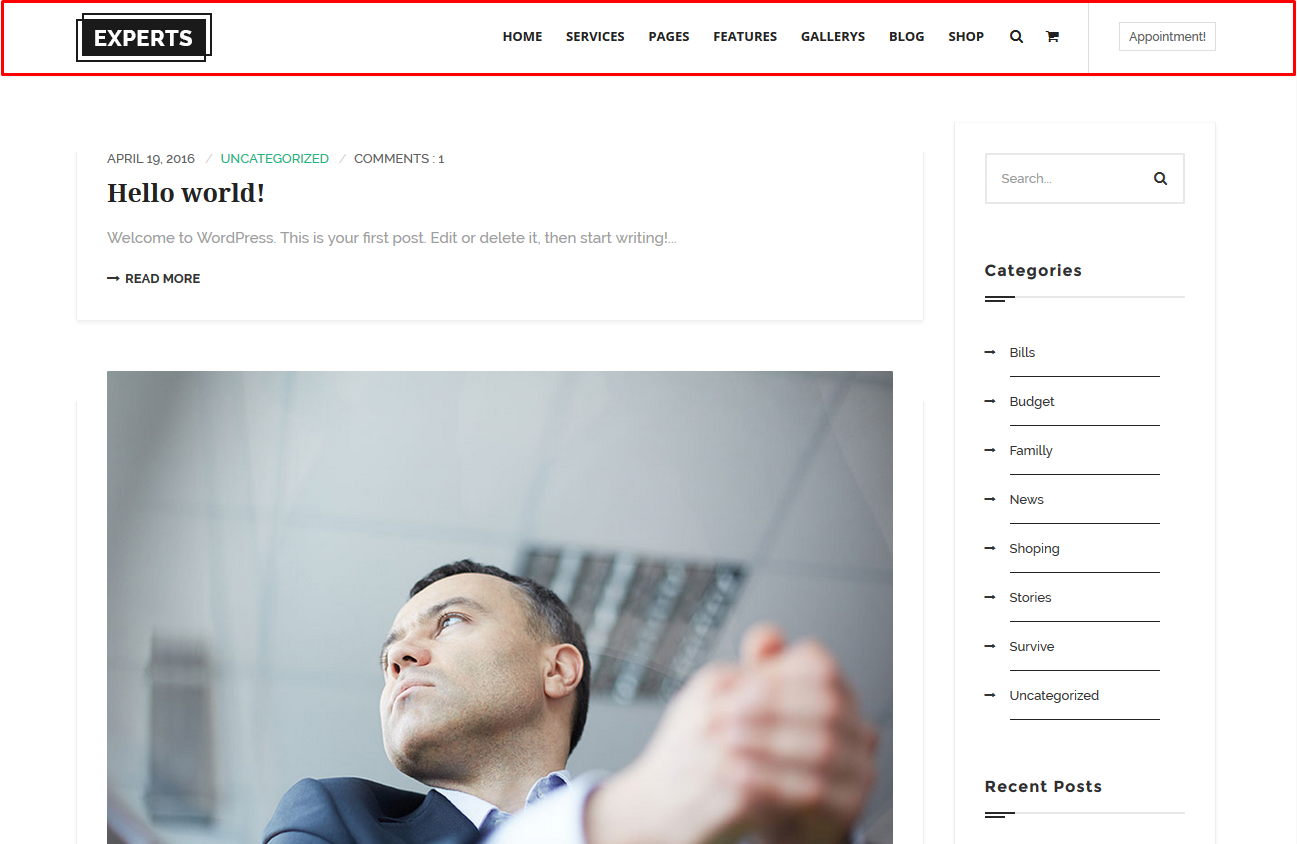 EXPERTS
HOME SERVICES PAGES FEATURES GALLERYS BLOG SHOP
Appointment!
APRIL 19, 2016 / UNCATEGORIZED / COMMENTS : 1
Hello world!
Welcome to WordPress. This is your first post. Edit or delete it, then start writing!...
READ MORE
Search...
Categories
Bills
Budget
Familly
News
Shoping
Stories
Survive
Uncategorized
Recent Posts